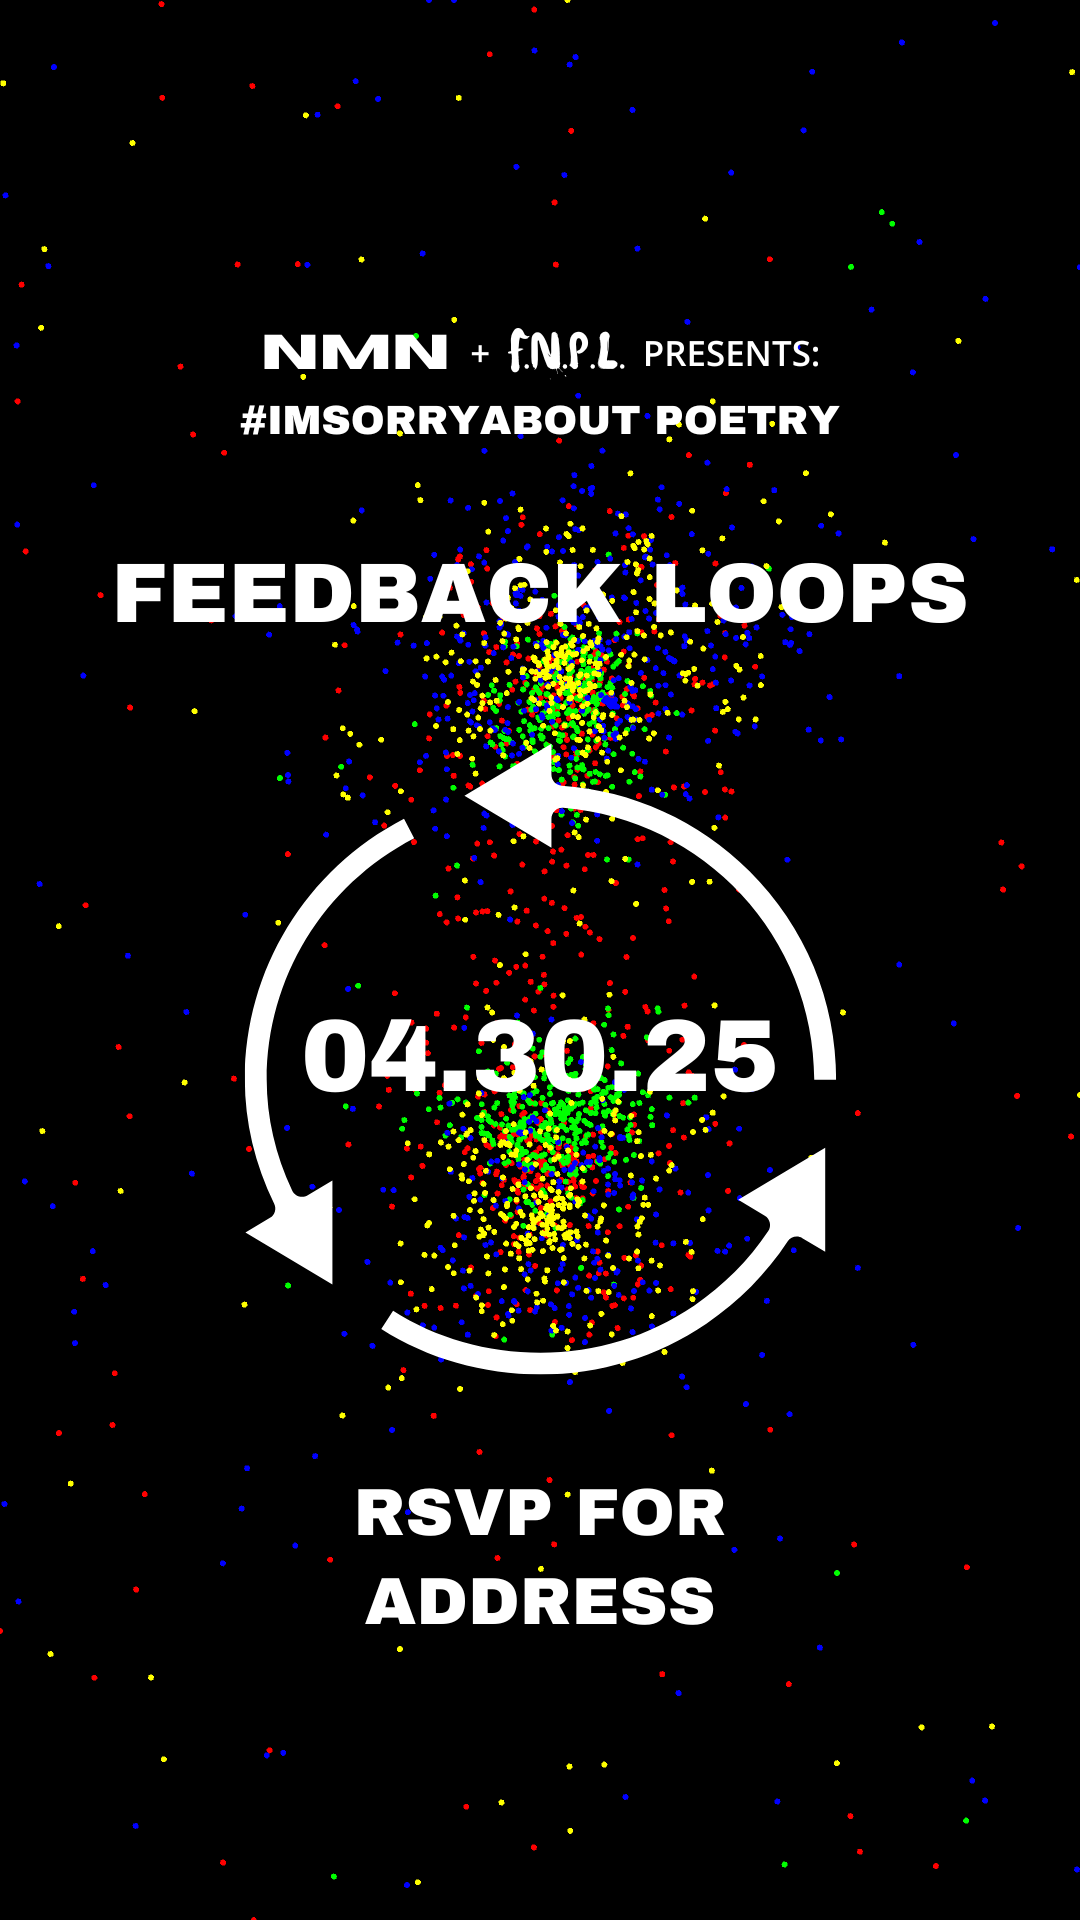 NMN + f.N.P.L. PRESENTS:
#IMSORRYABOUT POETRY
FEEDBACK LOOPS
04.30.25
RSVP FOR
ADDRESS